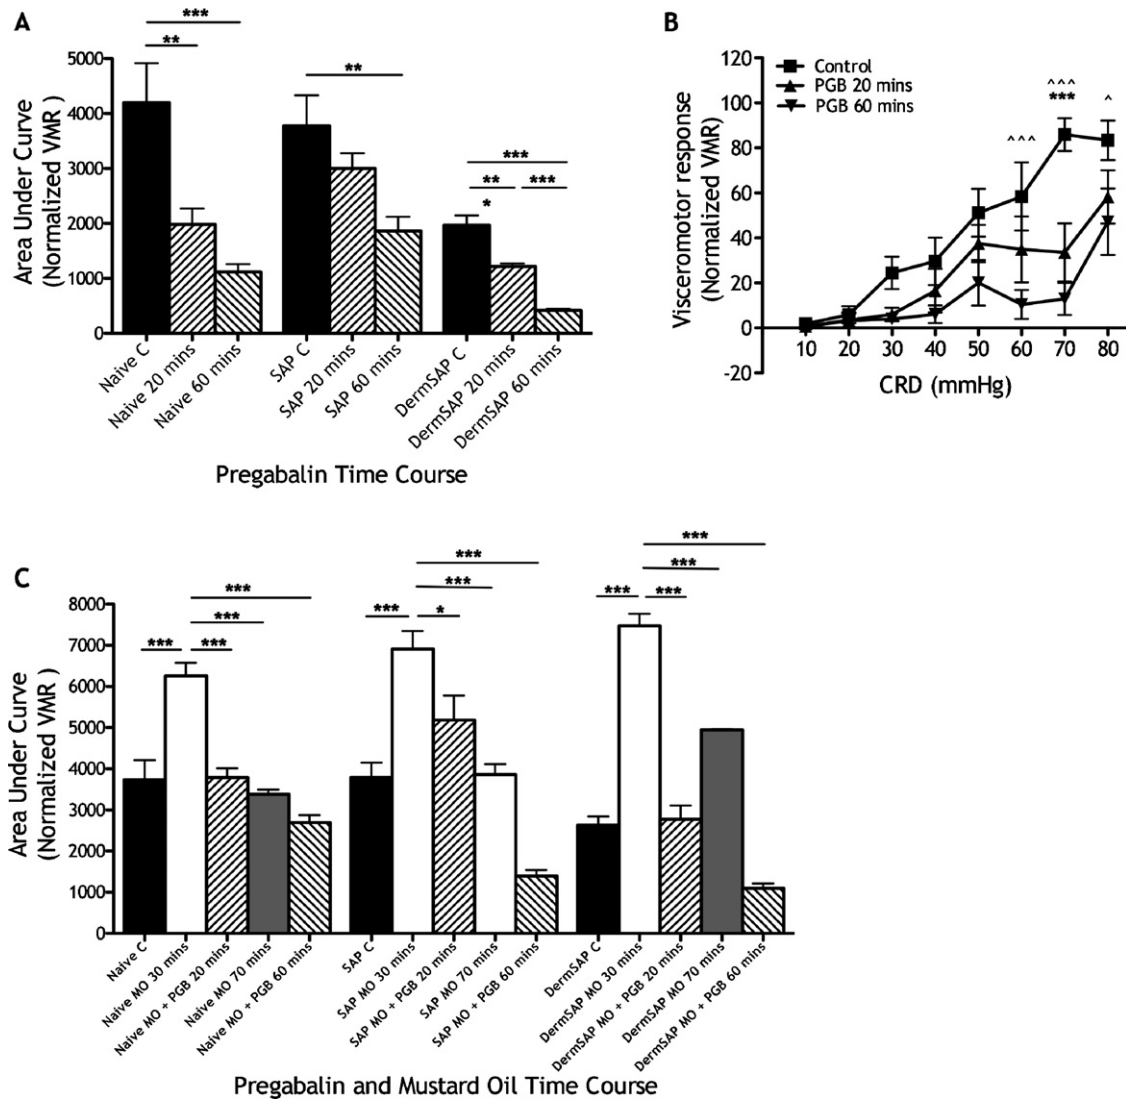 A
*** 
**
**
***
** ***
*
5000
4000
3000
2000
1000
0
Area Under Curve
(Normalized VMR )
Naive C
Naive 20 mins
Naive 60 mins
SAP C
SAP 20 mins
SAP 60 mins
DermSAP C
DermSAP 20 mins
DermSAP 60 mins
Pregabalin Time Course
B
Control
PGB 20 mins
PGB 60 mins
^^^
^^^
***
^
120
100
80
60
40
20
0
-20
Visceromotor response
(Normalized VMR)
10 20 30 40 50 60 70 80
CRD (mmHg)
C
***
***
*** ***
***
***
*** *
***
***
*** ***
8000
7000
6000
5000
4000
3000
2000
1000
0
Area Under Curve
(Normalized VMR )
Naive C
Naive MO 30 mins
Naive MO + PGB 20 mins
Naive MO 70 mins
Naive MO + PGB 60 mins
SAP C
SAP MO 30 mins
SAP MO + PGB 20 mins
SAP MO 70 mins
SAP MO + PGB 60 mins
DermSAP C
DermSAP MO 30 mins
DermSAP MO + PGB 20 mins
DermSAP MO 70 mins
DermSAP MO + PGB 60 mins
Pregabalin and Mustard Oil Time Course